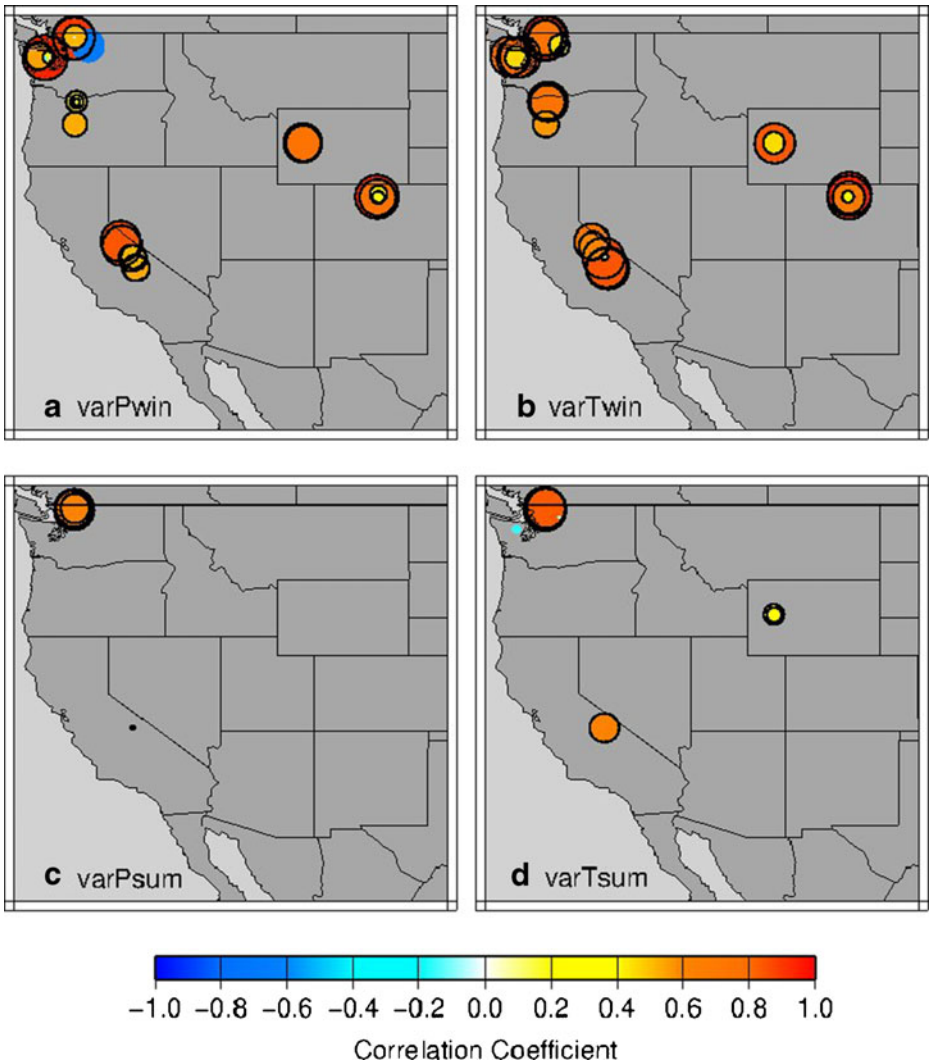 a varPwin
b varTwin
c varPsum
d varTsum
-1.0 -0.8 -0.6 -0.4 -0.2 0.0 0.2 0.4 0.6 0.8 1.0
Correlation Coefficient